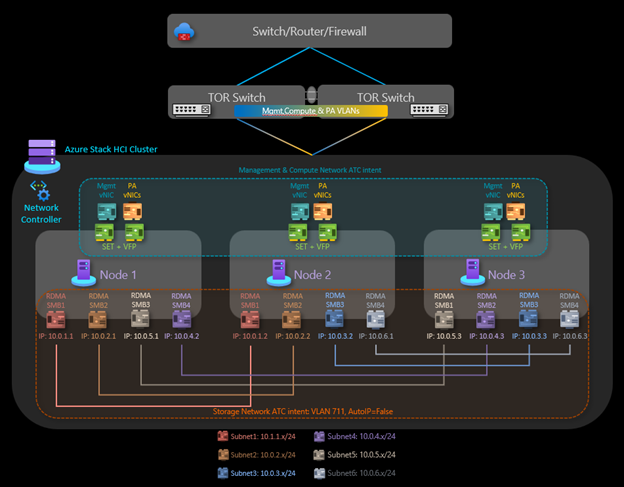 Switch/Router/Firewall
TOR Switch
TOR Switch
Mgmt,Compute & PA VLANs
Azure Stack HCI Cluster
Network
Controller
Management & Compute Network ATC intent
Mgmt
vNIC
PA
vNICs
SET + VFP
Mgmt
vNIC
PA
vNICs
SET + VFP
Mgmt
vNIC
PA
vNICs
SET + VFP
Node 1
Node 2
Node 3
RDMA
SMB1
RDMA
SMB2
RDMA
SMB3
RDMA
SMB4
RDMA
SMB1
RDMA
SMB2
RDMA
SMB3
RDMA
SMB4
RDMA
SMB1
RDMA
SMB2
RDMA
SMB3
RDMA
SMB4
IP: 10.0.1.1
IP: 10.0.2.1
IP: 10.0.5.1
IP: 10.0.4.2
IP: 10.0.1.2
IP: 10.0.2.2
IP: 10.0.3.2
IP: 10.0.6.1
IP: 10.0.5.3
IP: 10.0.4.3
IP: 10.0.3.3
IP: 10.0.6.3
Storage Network ATC intent: VLAN 711, AutoIP=False
Subnet1: 10.1.1.x/24
Subnet4: 10.0.4.x/24
Subnet2: 10.0.2.x/24
Subnet5: 10.0.5.x/24
Subnet3: 10.0.3.x/24
Subnet6: 10.0.6.x/24